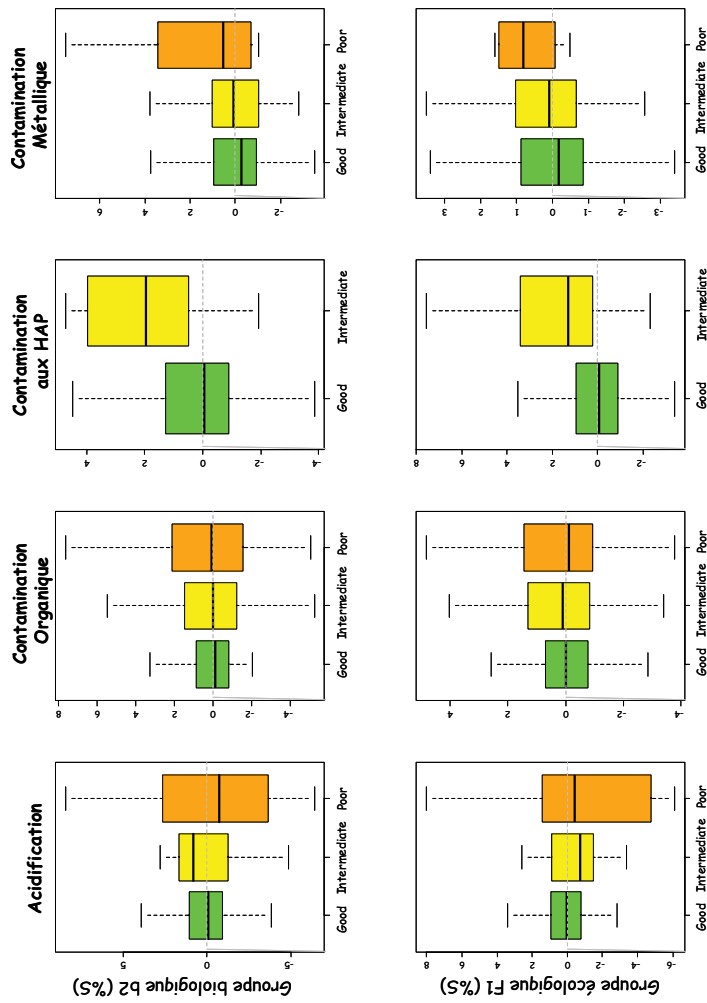 Acidification
Contamination
Organique
Contamination
aux HAP
Contamination
Métallique
Groupe biologique b2 (%S)
5
0
-5
Good Intermediate Poor
8
6
4
2
0
-2
-4
Good Intermediate Poor
4
2
0
-2
-4
Good Intermediate
6
4
2
0
-2
Good Intermediate Poor
Groupe écologique F1 (%S)
8
6
4
2
0
-2
-4
-6
Good Intermediate Poor
4
2
0
-2
-4
Good Intermediate Poor
8
6
4
2
0
-2
Good Intermediate
3
2
1
0
-1
-2
-3
Good Intermediate Poor